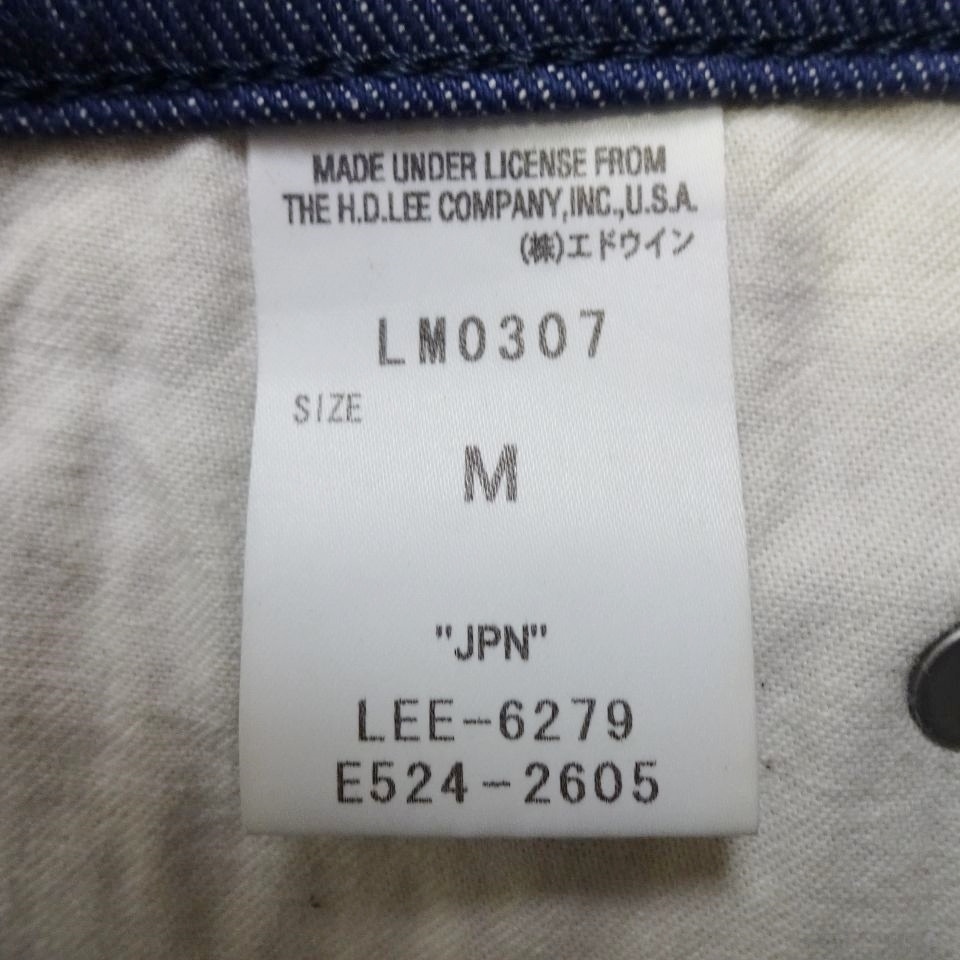 MADE UNDER LICENSE FROM
THE H.D.LEE COMPANY,INC.,U.S.A.
(株)エドウイン
LM0307
SIZE
M
"JPN"
LEE-6279
E524-2605